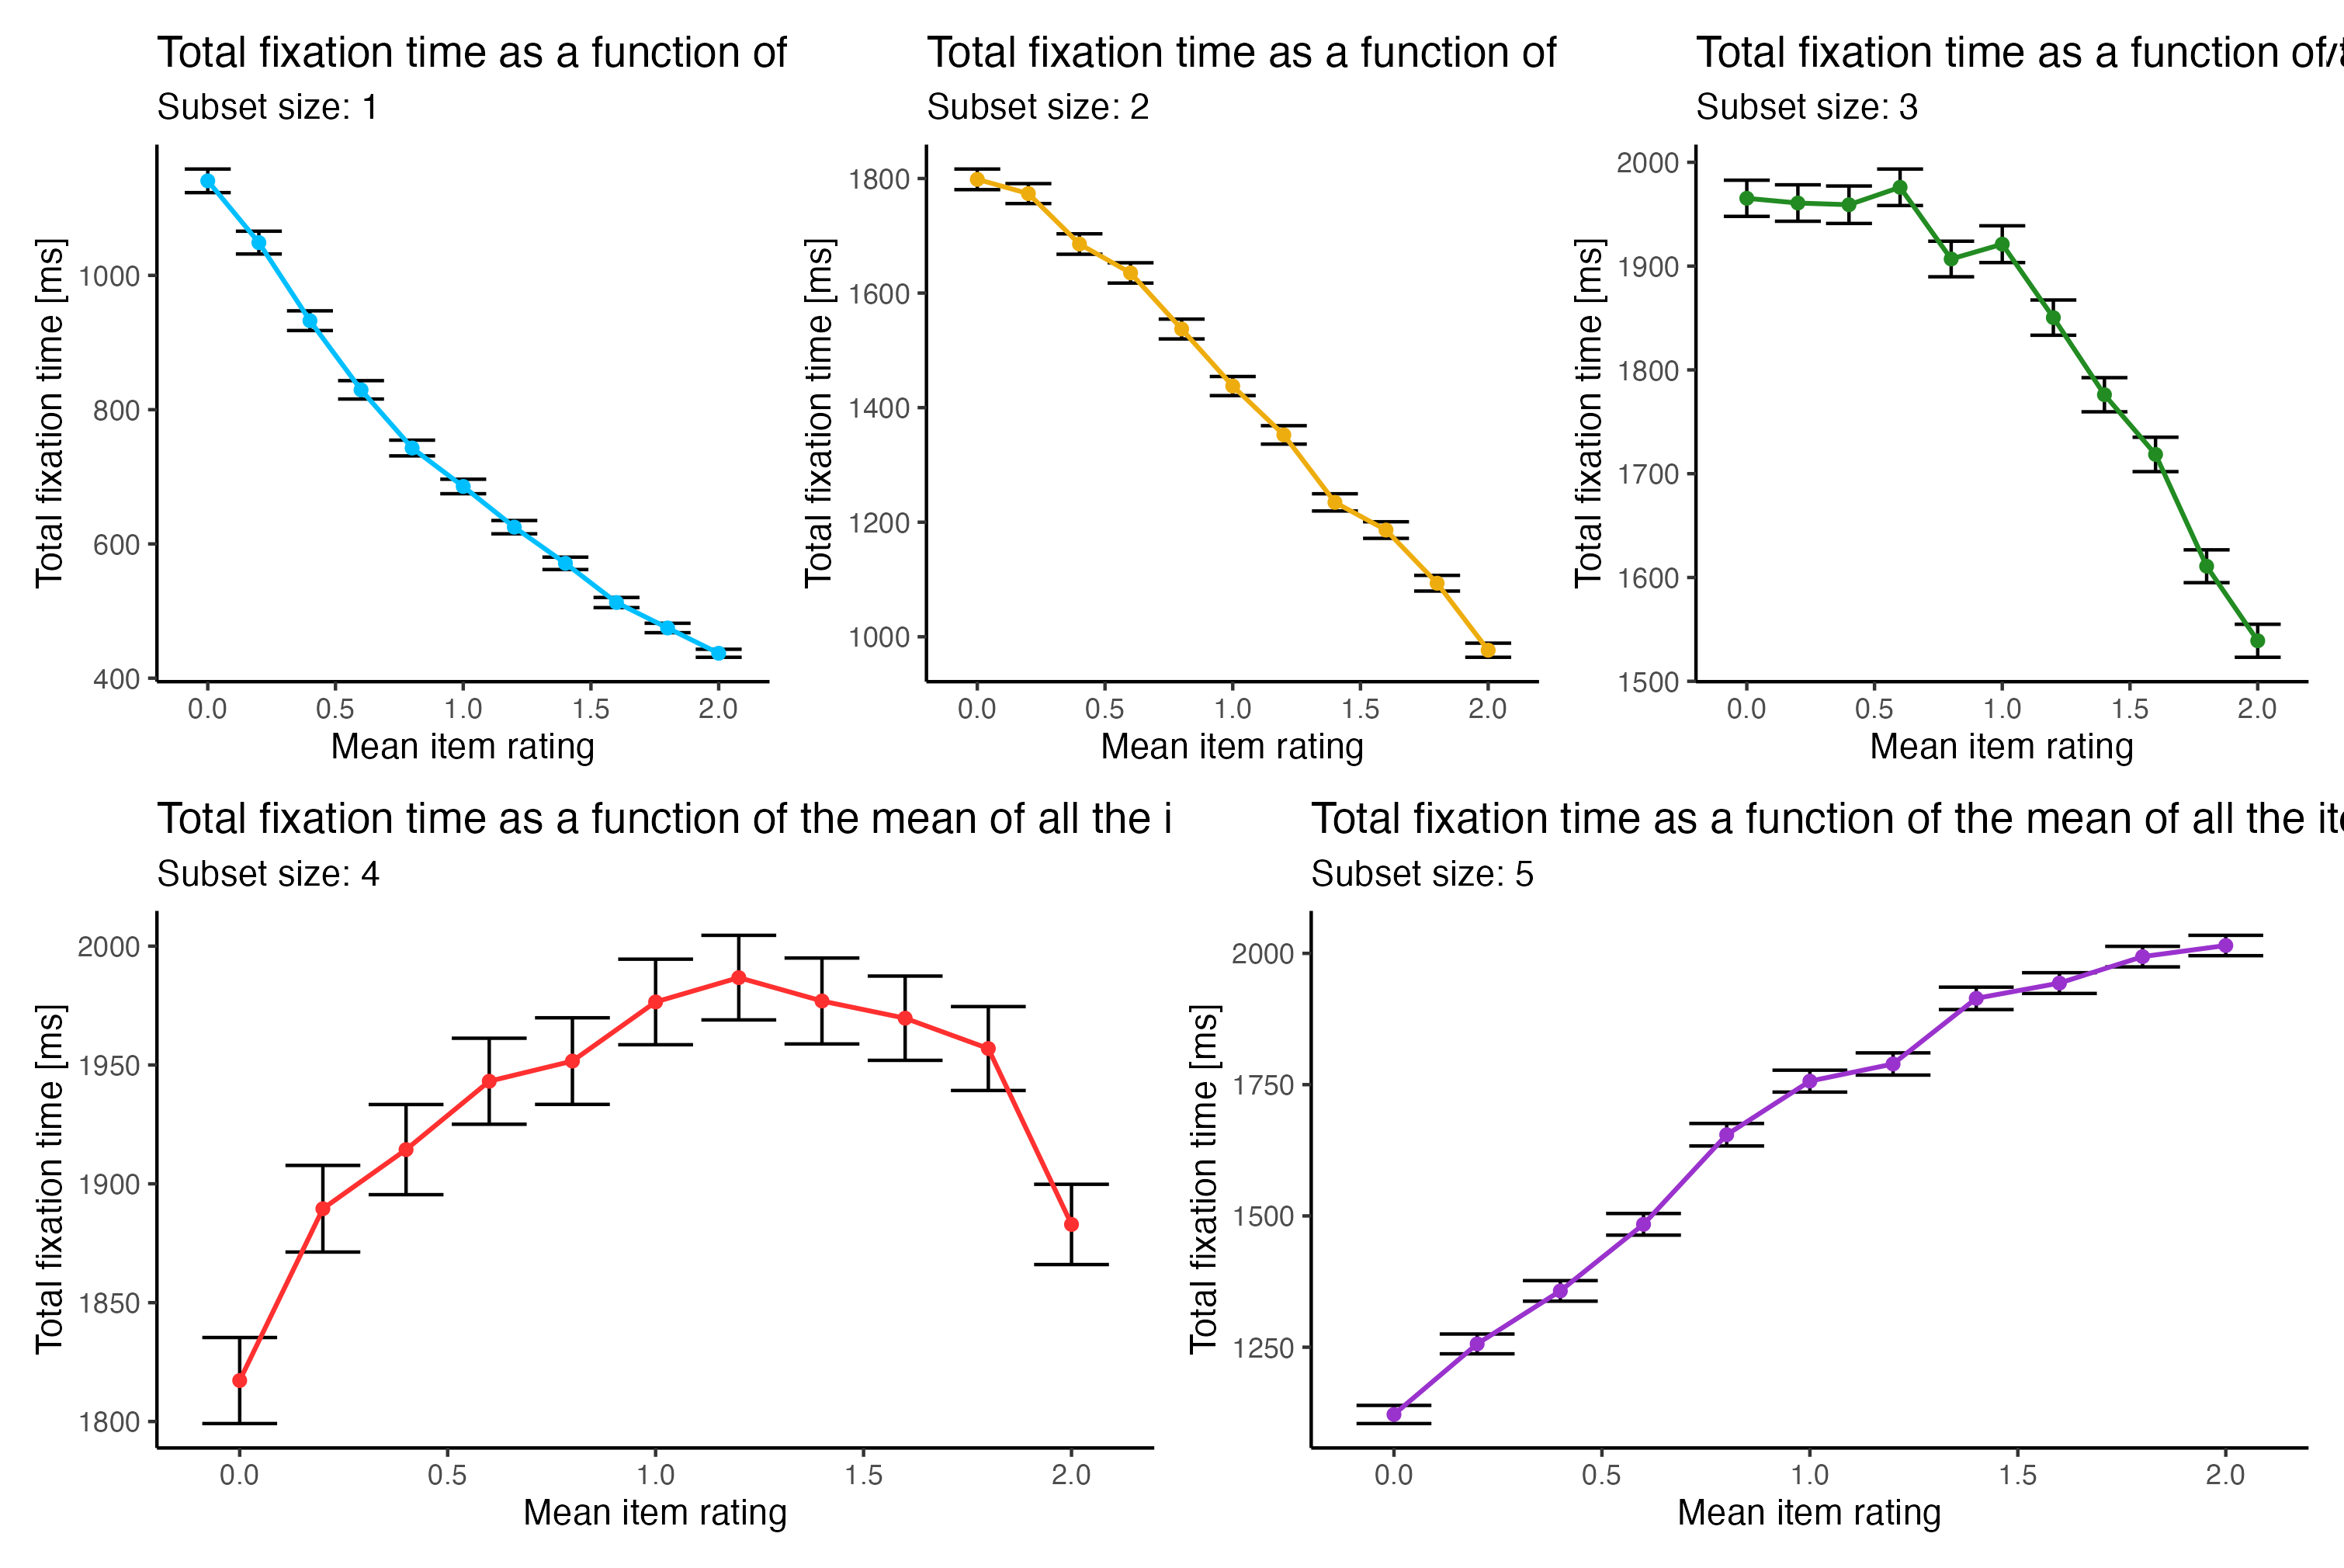 Total fixation time as a function of
Subset size: 1
Total fixation time [ms]
1000
800
600
400
0.0 0.5 1.0 1.5 2.0
Mean item rating
Total fixation time as a function of
Subset size: 2
Total fixation time [ms]
1800
1600
1400
1200
1000
0.0 0.5 1.0 1.5 2.0
Mean item rating
Total fixation time as a function of
Subset size: 3
Total fixation time [ms]
2000
1900
1800
1700
1600
1500
0.0 0.5 1.0 1.5 2.0
Mean item rating
Total fixation time as a function of the mean of all the i
Subset size: 4
Total fixation time [ms]
2000
1950
1900
1850
1800
0.0 0.5 1.0 1.5 2.0
Mean item rating
Total fixation time as a function of the mean of all the ite
Subset size: 5
Total fixation time [ms]
2000
1750
1500
1250
0.0 0.5 1.0 1.5 2.0
Mean item rating